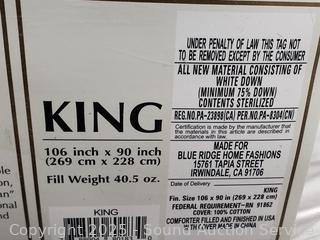 KING
106 inch x 90 inch
(269 cm x 228 cm)
Fill Weight 40.5 oz.
KING
UNDER PENALTY OF LAW THIS TAG NOT
TO BE REMOVED EXCEPT BY THE CONSUMER
ALL NEW MATERIAL CONSISTING OF
WHITE DOWN
(MINIMUM 75% DOWN)
CONTENTS STERILIZED
REG.NO.PA-23898(CA) PER.NO.PA-8304(CN)
Certification is made by the manufacturer
that the materials in this article are
described in accordance with law.
MADE FOR
BLUE RIDGE HOME FASHIONS
15761 TAPIA STREET
IRWINDALE, CA 91706
Date of Delivery
KING
Fin. Size 106 x 90 in (269 x 228 cm)
FEDERAL REGULATION—RN 91862
COVER: 100% COTTON
COMFORTER FILLED AND FINISHED IN USA
Copyright 2025 - Sound